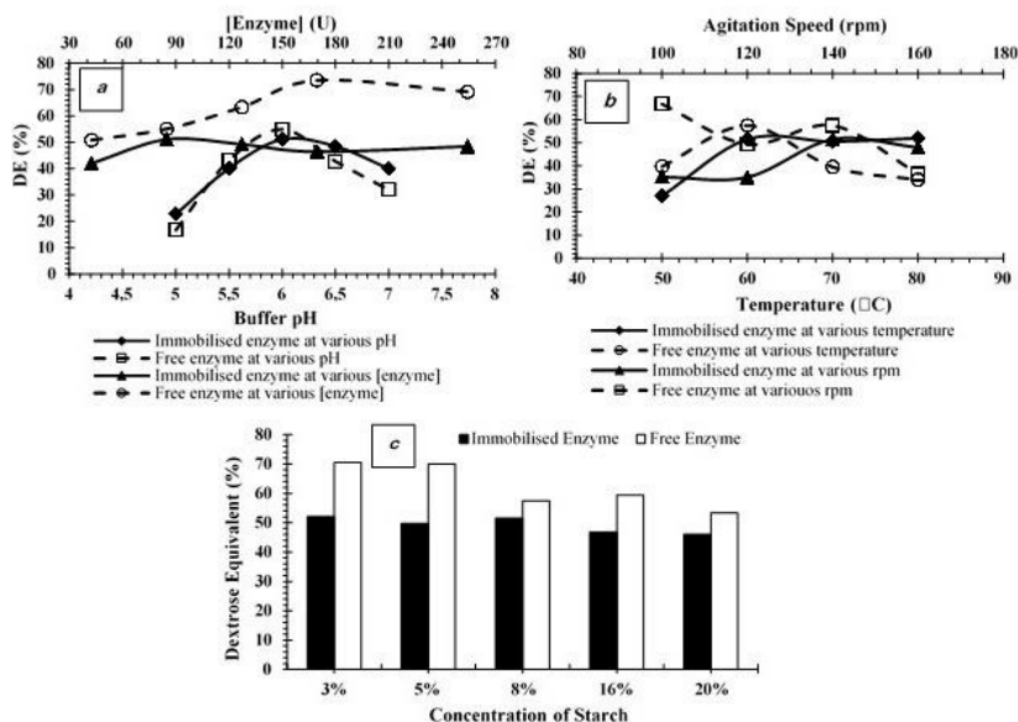 [Enzyme] (U)
30 60 90 120 150 180 210 240 270
80
70
60
50
40
30
20
10
0
a
DE (%)
4 4,5 5 5,5 6 6,5 7 7,5 8
Buffer pH
Immobilised enzyme at various pH
Free enzyme at various pH
Immobilised enzyme at various [enzyme]
Free enzyme at various [enzyme]
Agitation Speed (rpm)
80 100 120 140 160 180
80
70
60
50
40
30
20
10
0
b
DE (%)
40 50 60 70 80 90
Temperature (□C)
Immobilised enzyme at various temperature
Free enzyme at various temperature
Immobilised enzyme at various rpm
Free enzyme at variouos rpm
80
70
60
50
40
30
20
10
0
c
Immobilised Enzyme Free Enzyme
Dextrose Equivalent (%)
3% 5% 8% 16% 20%
Concentration of Starch